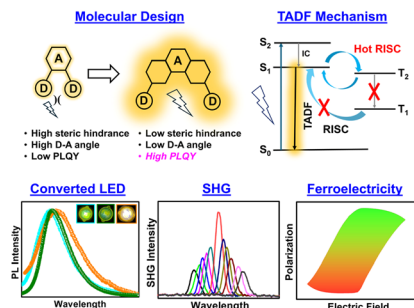 Molecular Design
A
D
D
A
D
D
• High steric hindrance
• High D-A angle
• Low PLQY
• Low steric hindrance
• Low D-A angle
• High PLQY
TADF Mechanism
S2
IC
Hot RISC
S1
T2
TADF
T1
RISC
S0
Converted LED
PL Intensity
Wavelength
SHG
SHG Intensity
Wavelength
Ferroelectricity
Polarization
Electric Field